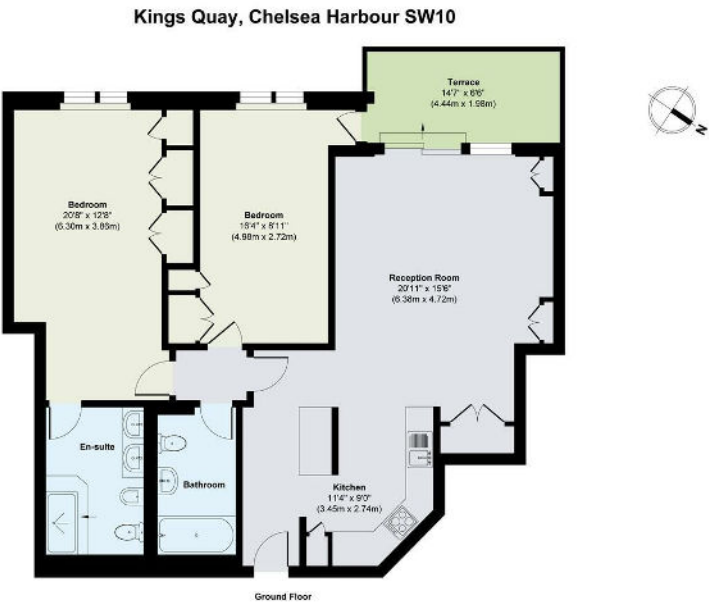 Kings Quay, Chelsea Harbour SW10
Terrace
14'7" x 6'6"
(4.44m x 1.98m)
N
Bedroom
20'8" x 12'8"
(6.30m x 3.86m)
Bedroom
16'4" x 8'11"
(4.98m x 2.72m)
Reception Room
20'11" x 15'6"
(6.38m x 4.72m)
En-suite
Bathroom
Kitchen
11'4" x 9'0"
(3.45m x 2.74m)
Ground Floor